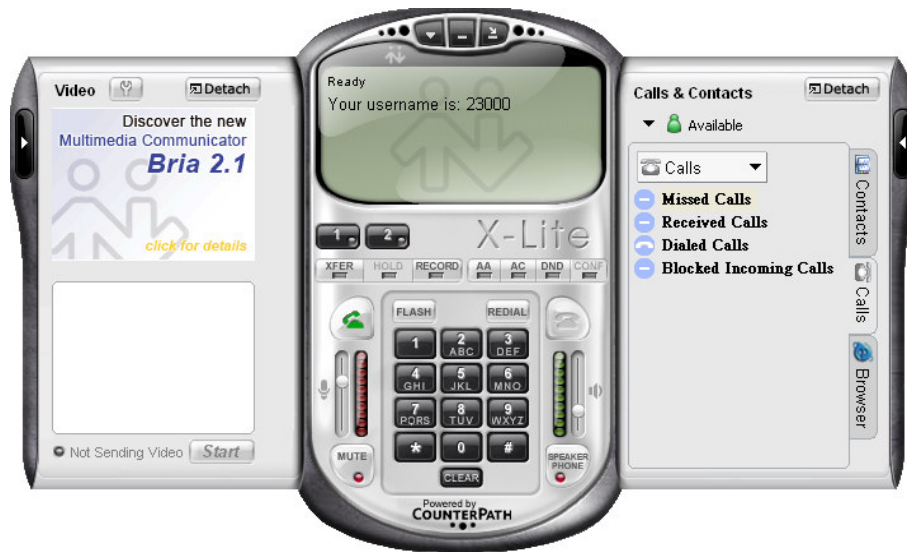 Video
Detach
Discover the new
Multimedia Communicator
Bria 2.1
click for details
Not Sending Video
Start
Ready
Your username is: 23000
1
2
X-Lite
XFER HOLD RECORD AA AC DND CONF
FLASH REDIAL
1 2 ABC 3 DEF
4 GHI 5 JKL 6 MNO
7 PQRS 8 TUV 9 WXYZ
* 0 #
MUTE
CLEAR
SPEAKER
PHONE
Powered by
COUNTERPATH
Calls & Contacts
Detach
Available
Calls
Missed Calls
Received Calls
Dialed Calls
Blocked Incoming Calls
Contacts
Calls
Browser